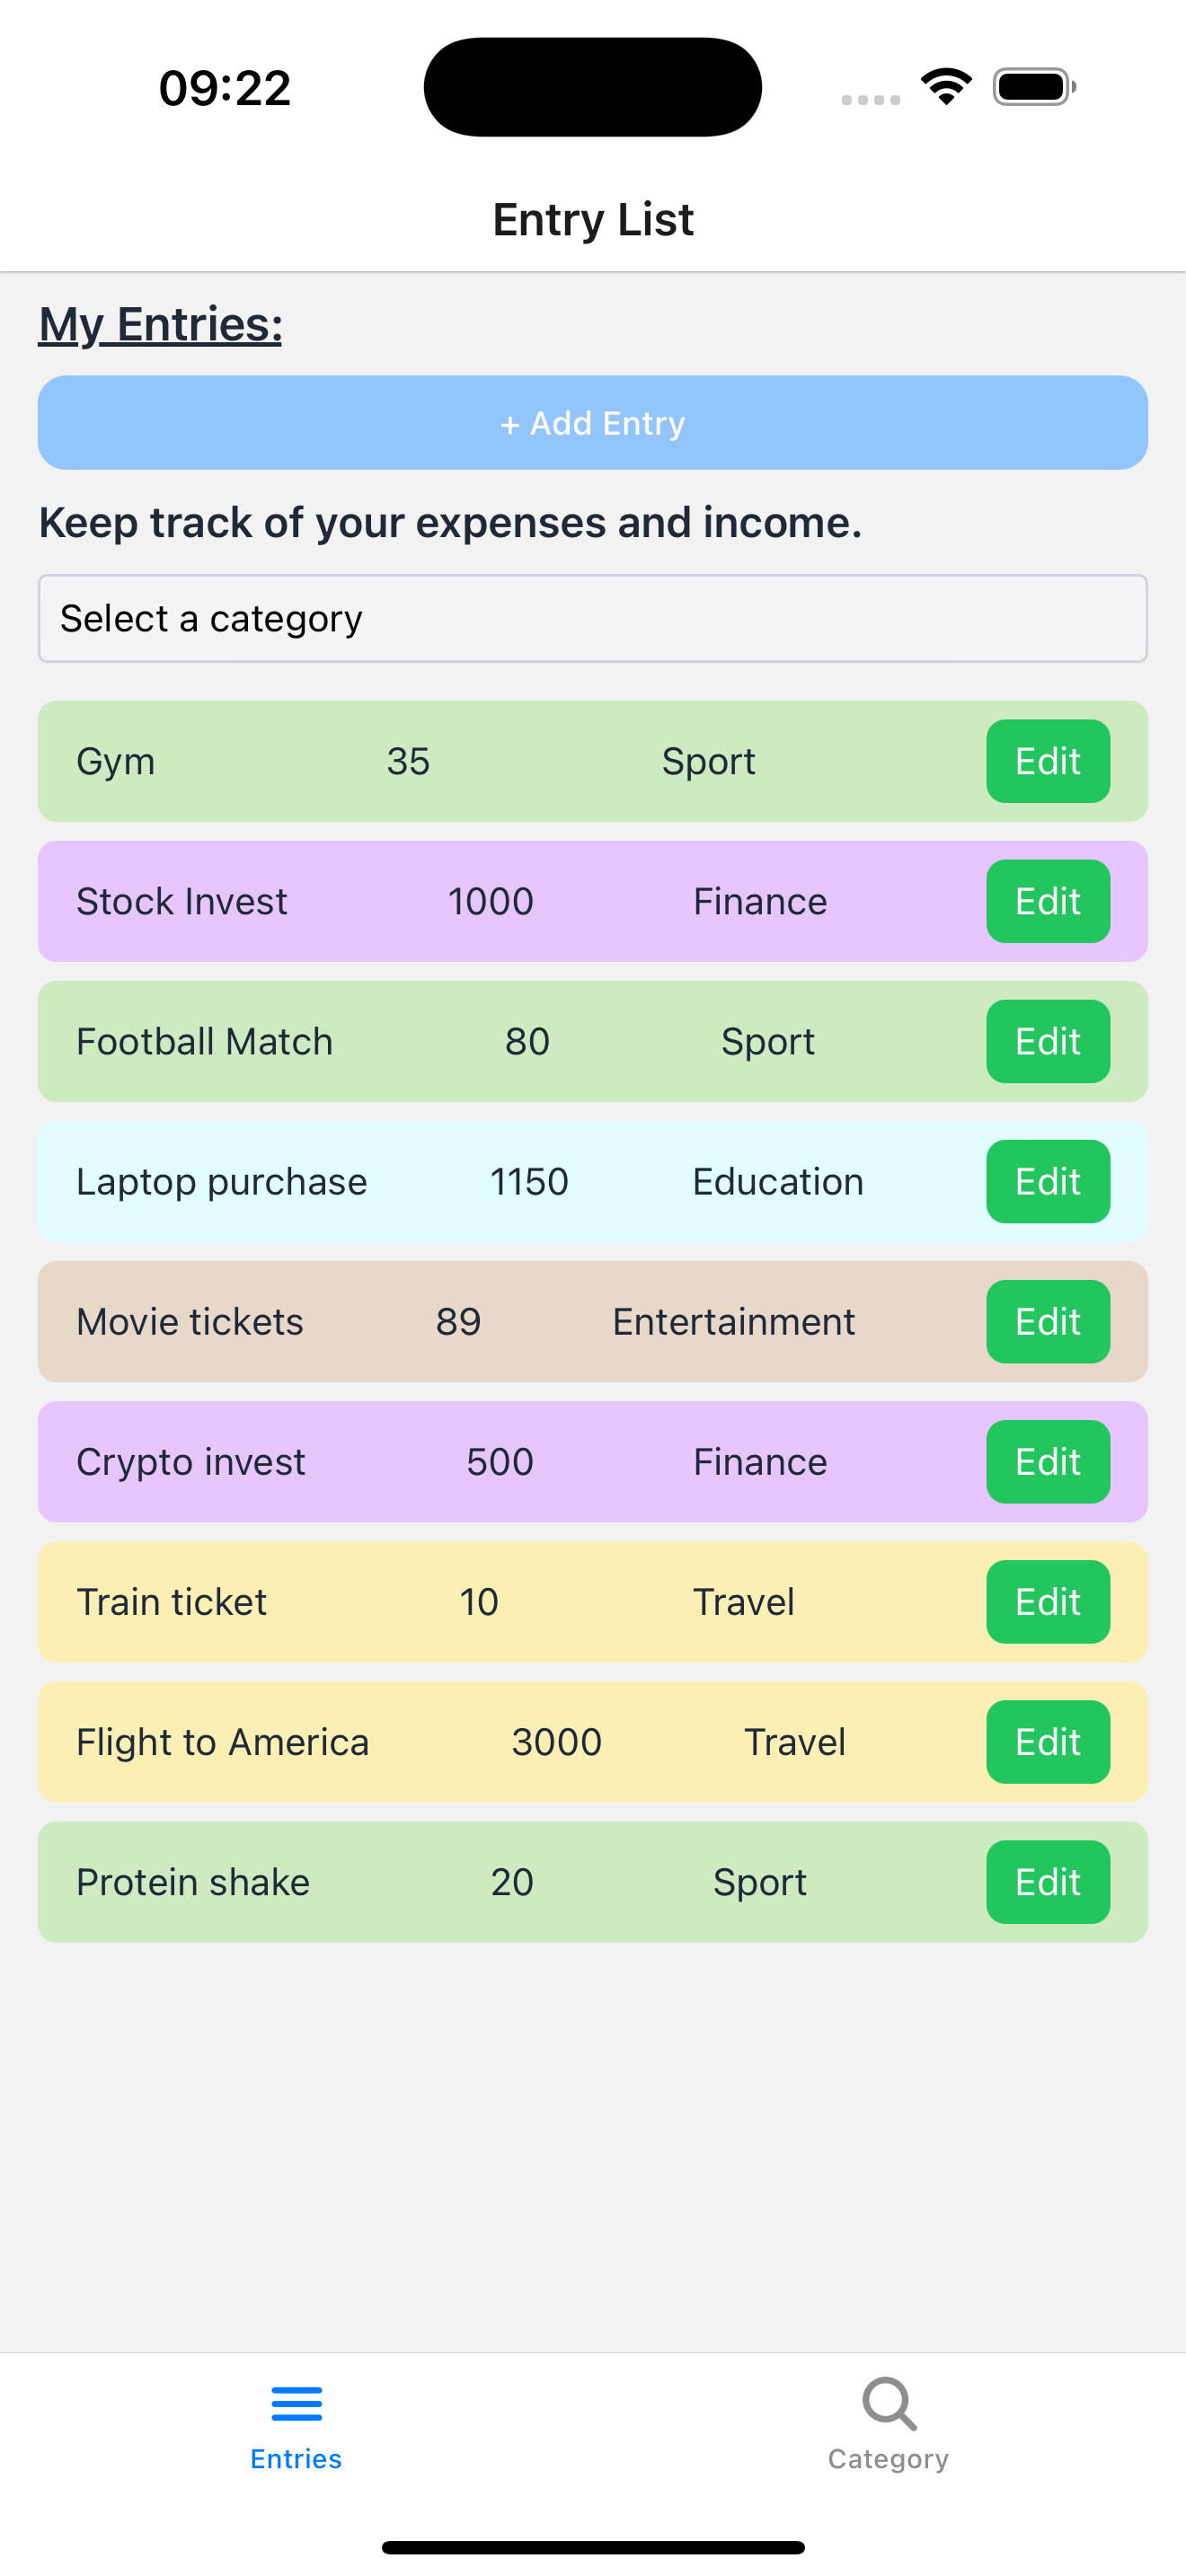 09:22
Entry List
My Entries:
+ Add Entry
Keep track of your expenses and income.
Select a category
Gym 35 Sport Edit
Stock Invest 1000 Finance Edit
Football Match 80 Sport Edit
Laptop purchase 1150 Education Edit
Movie tickets 89 Entertainment Edit
Crypto invest 500 Finance Edit
Train ticket 10 Travel Edit
Flight to America 3000 Travel Edit
Protein shake 20 Sport Edit
Entries Category